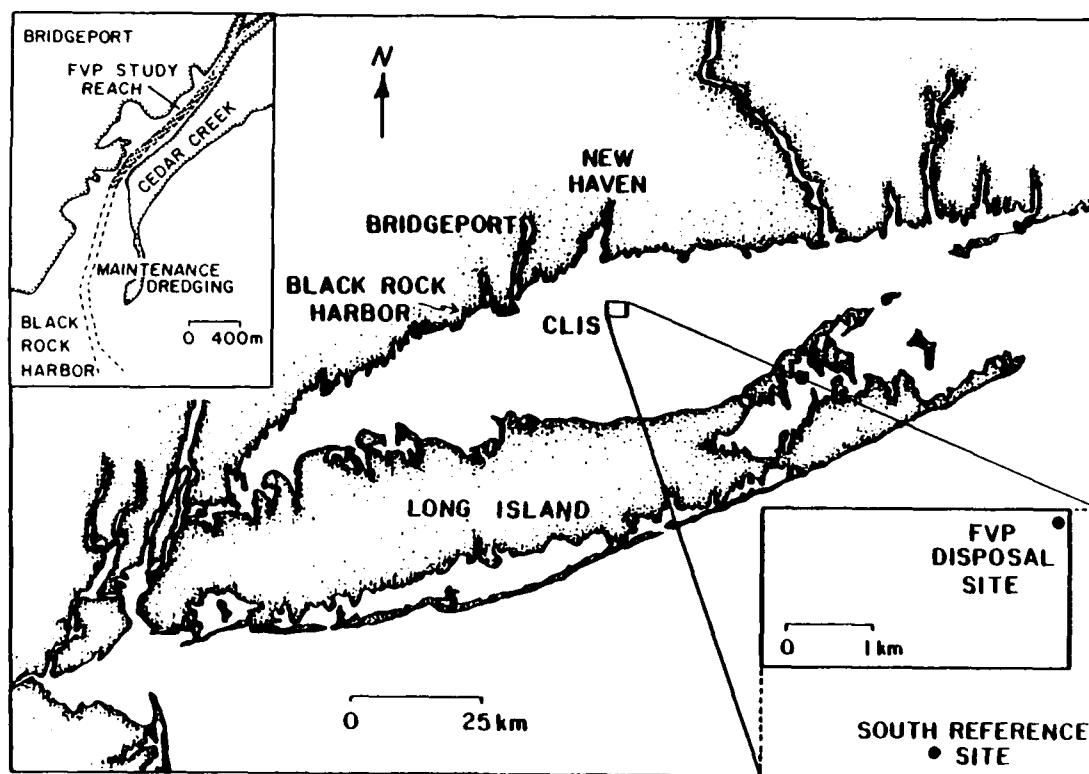 BRIDGEPORT
FVP STUDY
REACH
CEDAR CREEK
MAINTENANCE
DREDGING
BLACK
ROCK
HARBOR
0 400m
N
NEW
HAVEN
BRIDGEPORT
BLACK ROCK
HARBOR
CLIS
LONG ISLAND
0 25km
FVP
DISPOSAL
SITE
0 1km
SOUTH REFERENCE
SITE